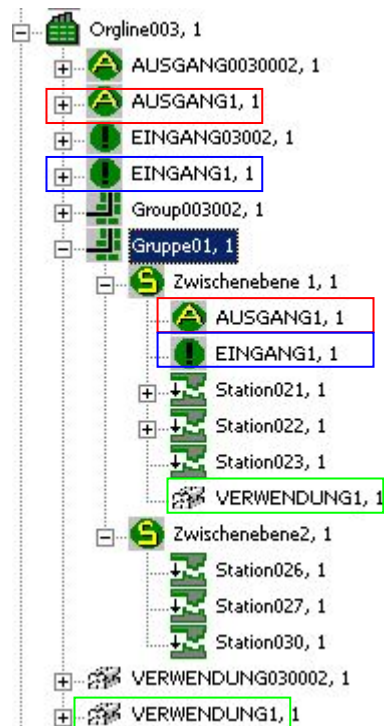 Orgline003, 1
AUSGANG0030002, 1
AUSGANG1, 1
EINGANG03002, 1
EINGANG1, 1
Group003002, 1
Gruppe01, 1
Zwischenebene 1, 1
AUSGANG1, 1
EINGANG1, 1
Station021, 1
Station022, 1
Station023, 1
VERWENDUNG1, 1
Zwischenebene2, 1
Station026, 1
Station027, 1
Station030, 1
VERWENDUNG030002, 1
VERWENDUNG1, 1